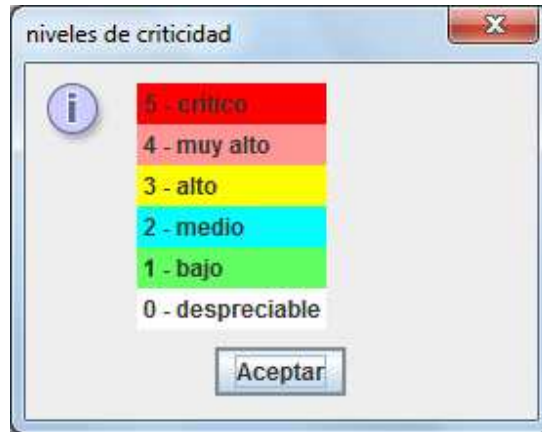 niveles de criticidad
5 - crítico
4 - muy alto
3 - alto
2 - medio
1 - bajo
0 - despreciable
Aceptar